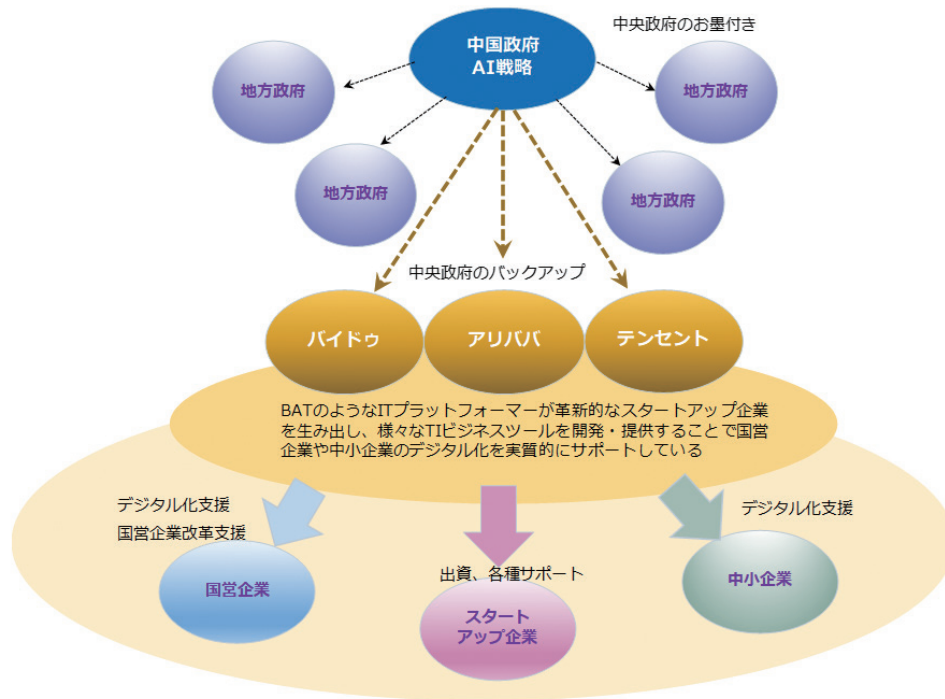 中国政府
AI戦略
中央政府のお墨付き
地方政府
地方政府
地方政府
地方政府
中央政府のバックアップ
バイドゥ
アリババ
テンセント
BATのようなITプラットフォーマーが革新的なスタートアップ企業
を生み出し、様々なTIビジネスツールを開発・提供することで国営
企業や中小企業のデジタル化を実質的にサポートしている
デジタル化支援
国営企業改革支援
デジタル化支援
国営企業
出資、各種サポート
スタート
アップ企業
中小企業